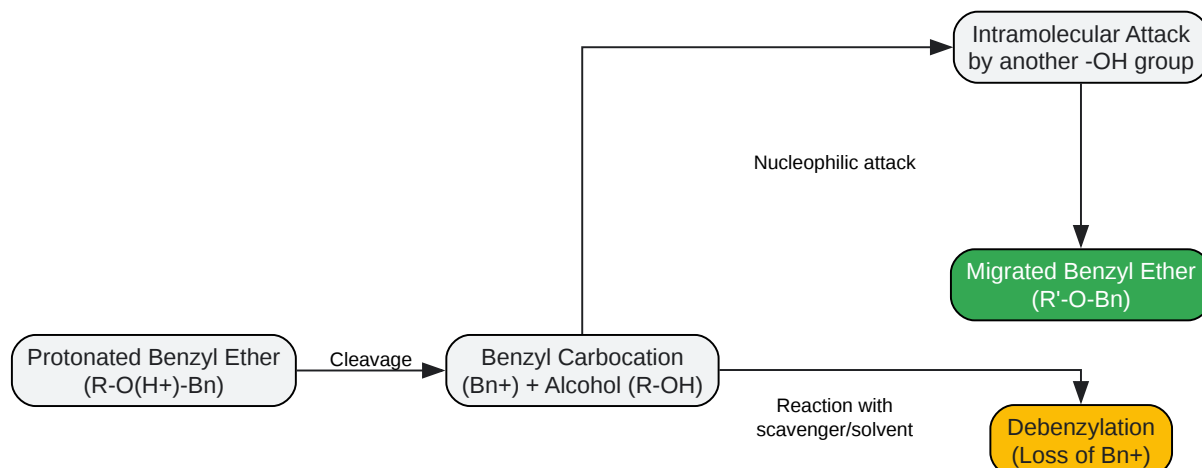 Intramolecular Attack
by another -OH group
Nucleophilic attack
Migrated Benzyl Ether
(R'-O-Bn)
Protonated Benzyl Ether
(R-O(H+)-Bn)
Cleavage
Benzyl Carbocation
(Bn+) + Alcohol (R-OH)
Reaction with
scavenger/solvent
Debenzylation
(Loss of Bn+)